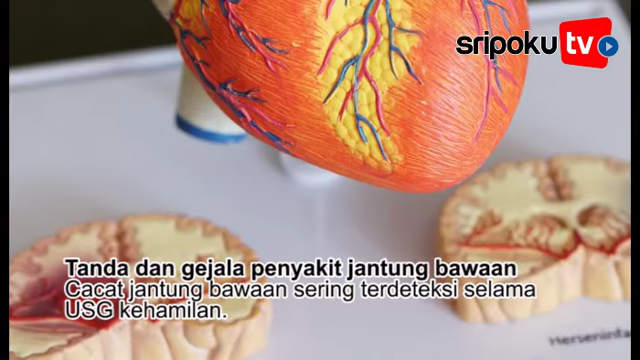 sripoku tv
Tanda dan gejala penyakit jantung bawaan
Cacat jantung bawaan sering terdeteksi selama
USG kehamilan.